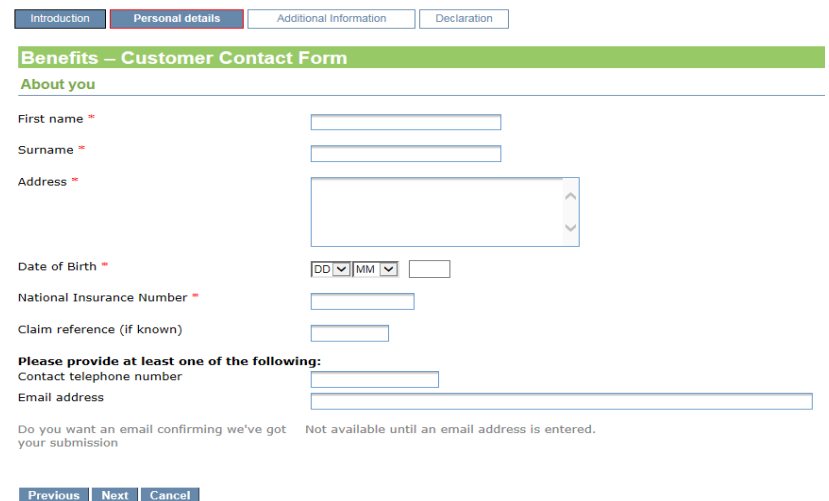 Introduction Personal details Additional Information Declaration
Benefits – Customer Contact Form
About you
First name *
Surname *
Address *
Date of Birth * DD MM
National Insurance Number *
Claim reference (if known)
Please provide at least one of the following:
Contact telephone number
Email address
Do you want an email confirming we've got Not available until an email address is entered.
your submission
Previous Next Cancel